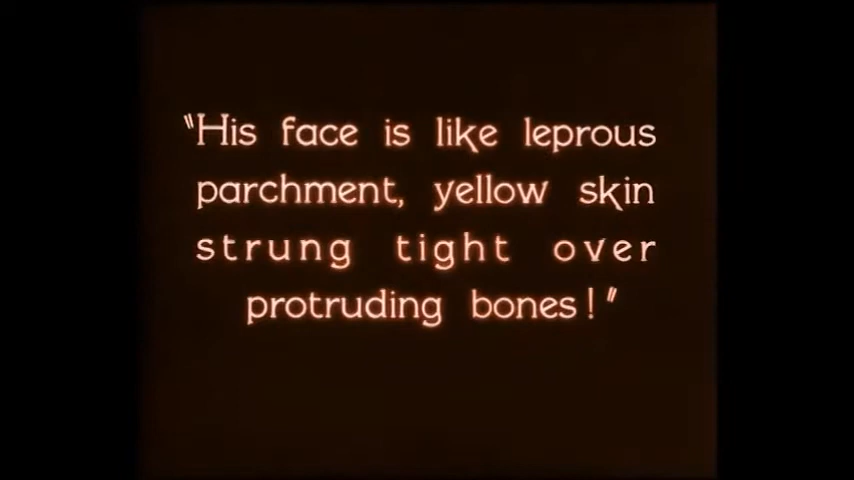 "His face is like leprous
parchment, yellow skin
strung tight over
protruding bones!"